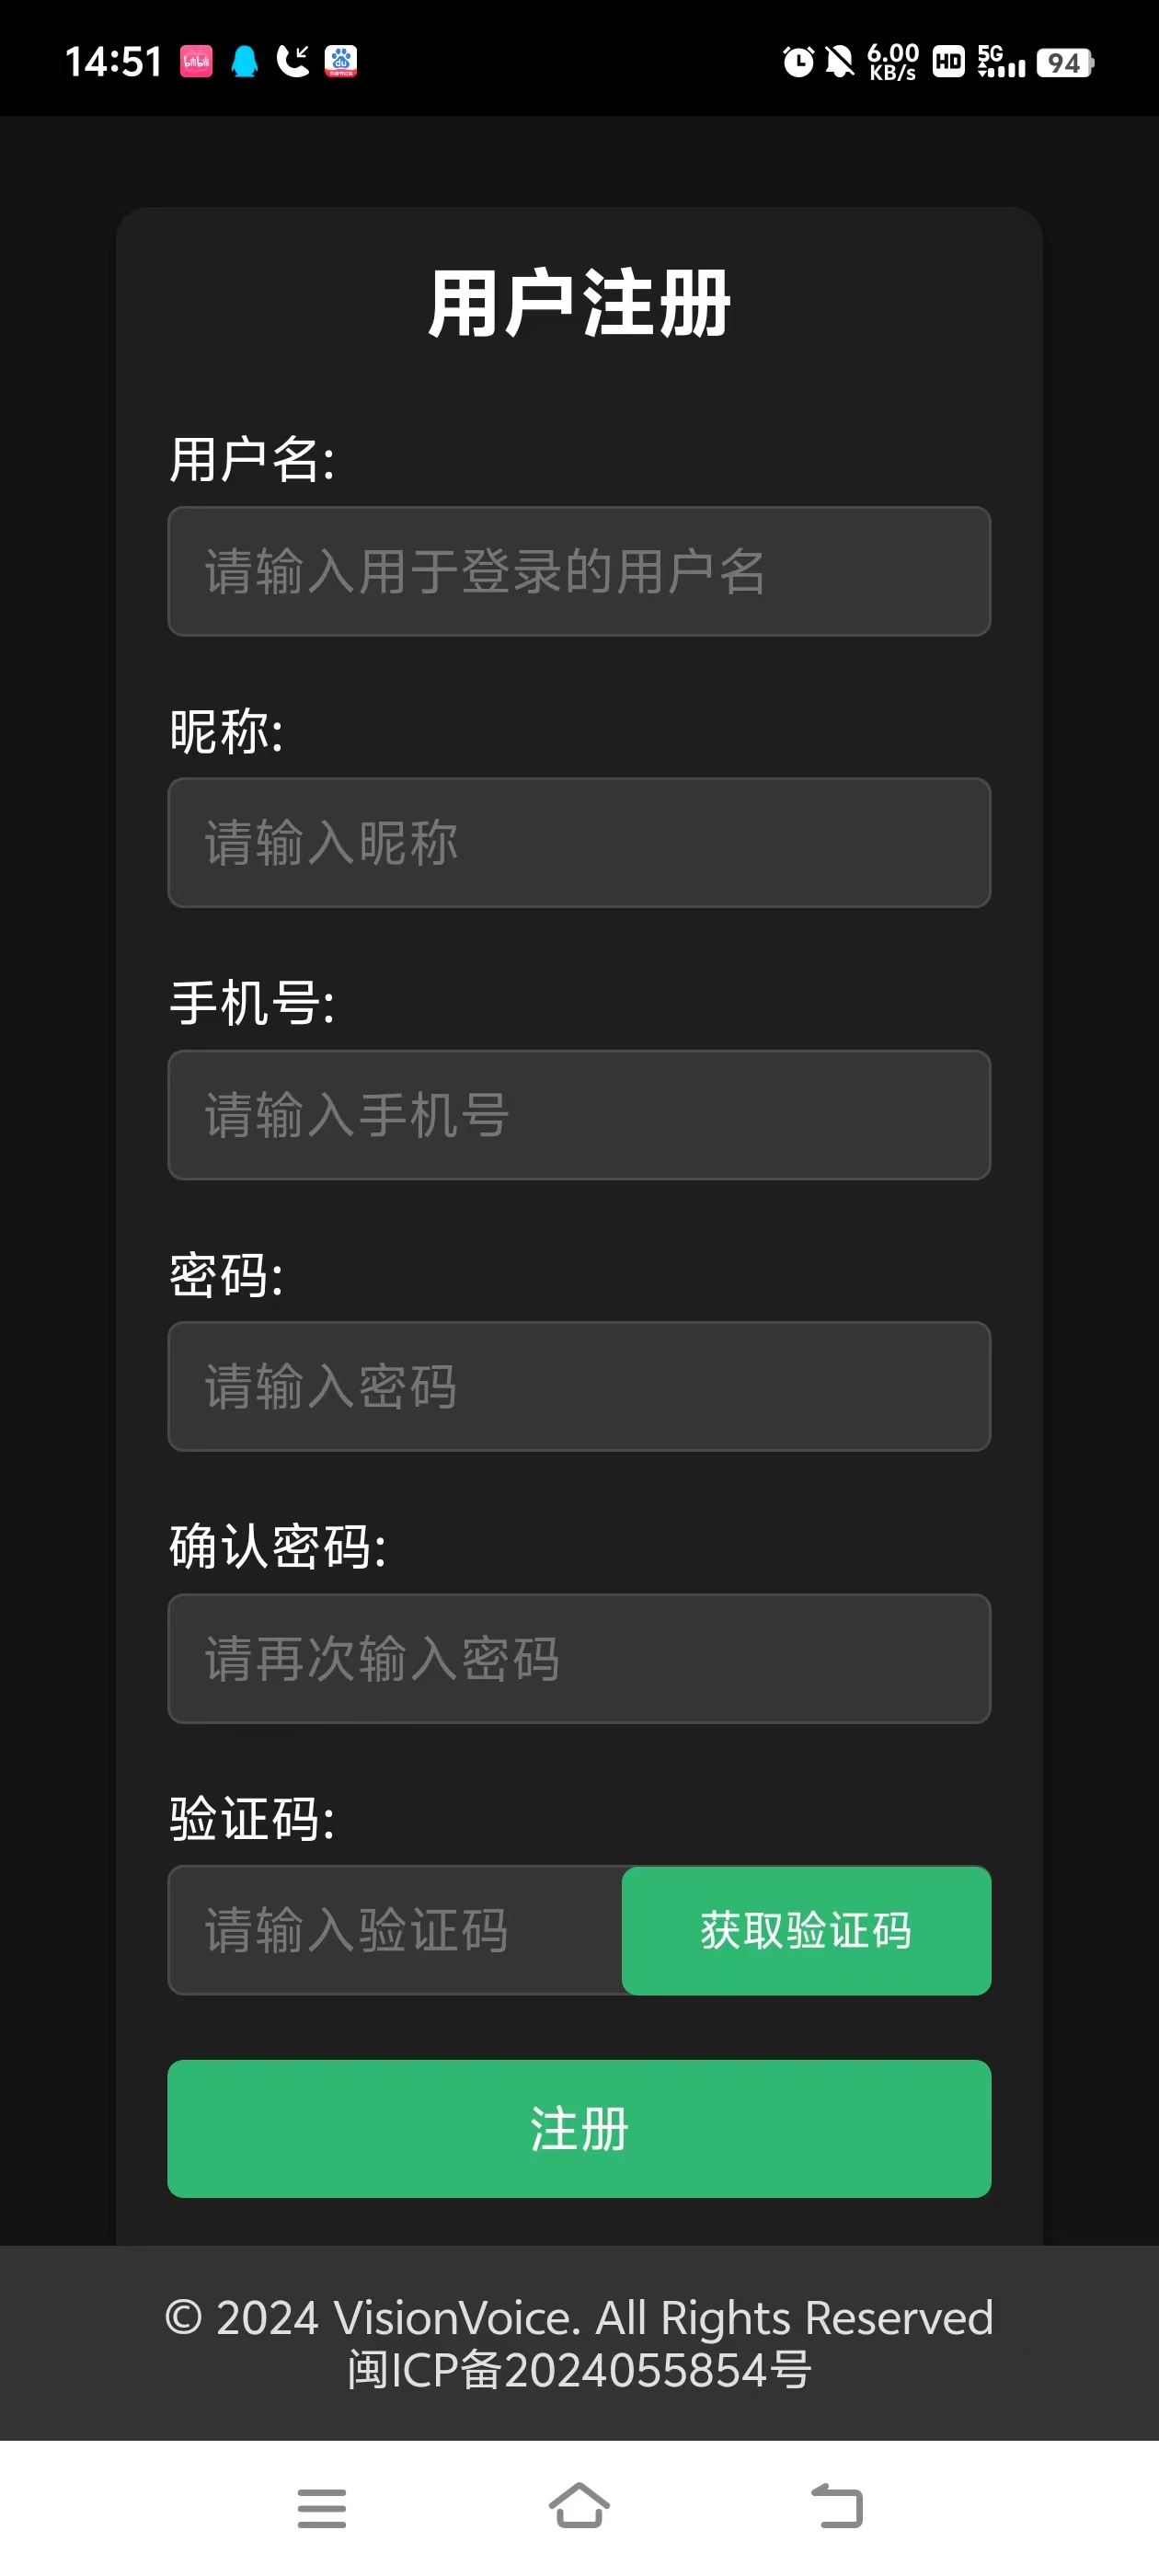 14:51
6.00 KB/s HD 5G 94
用户注册
用户名:
请输入用于登录的用户名
昵称:
请输入昵称
手机号:
请输入手机号
密码:
请输入密码
确认密码:
请再次输入密码
验证码:
请输入验证码 获取验证码
注册
© 2024 VisionVoice. All Rights Reserved
闽ICP备2024055854号